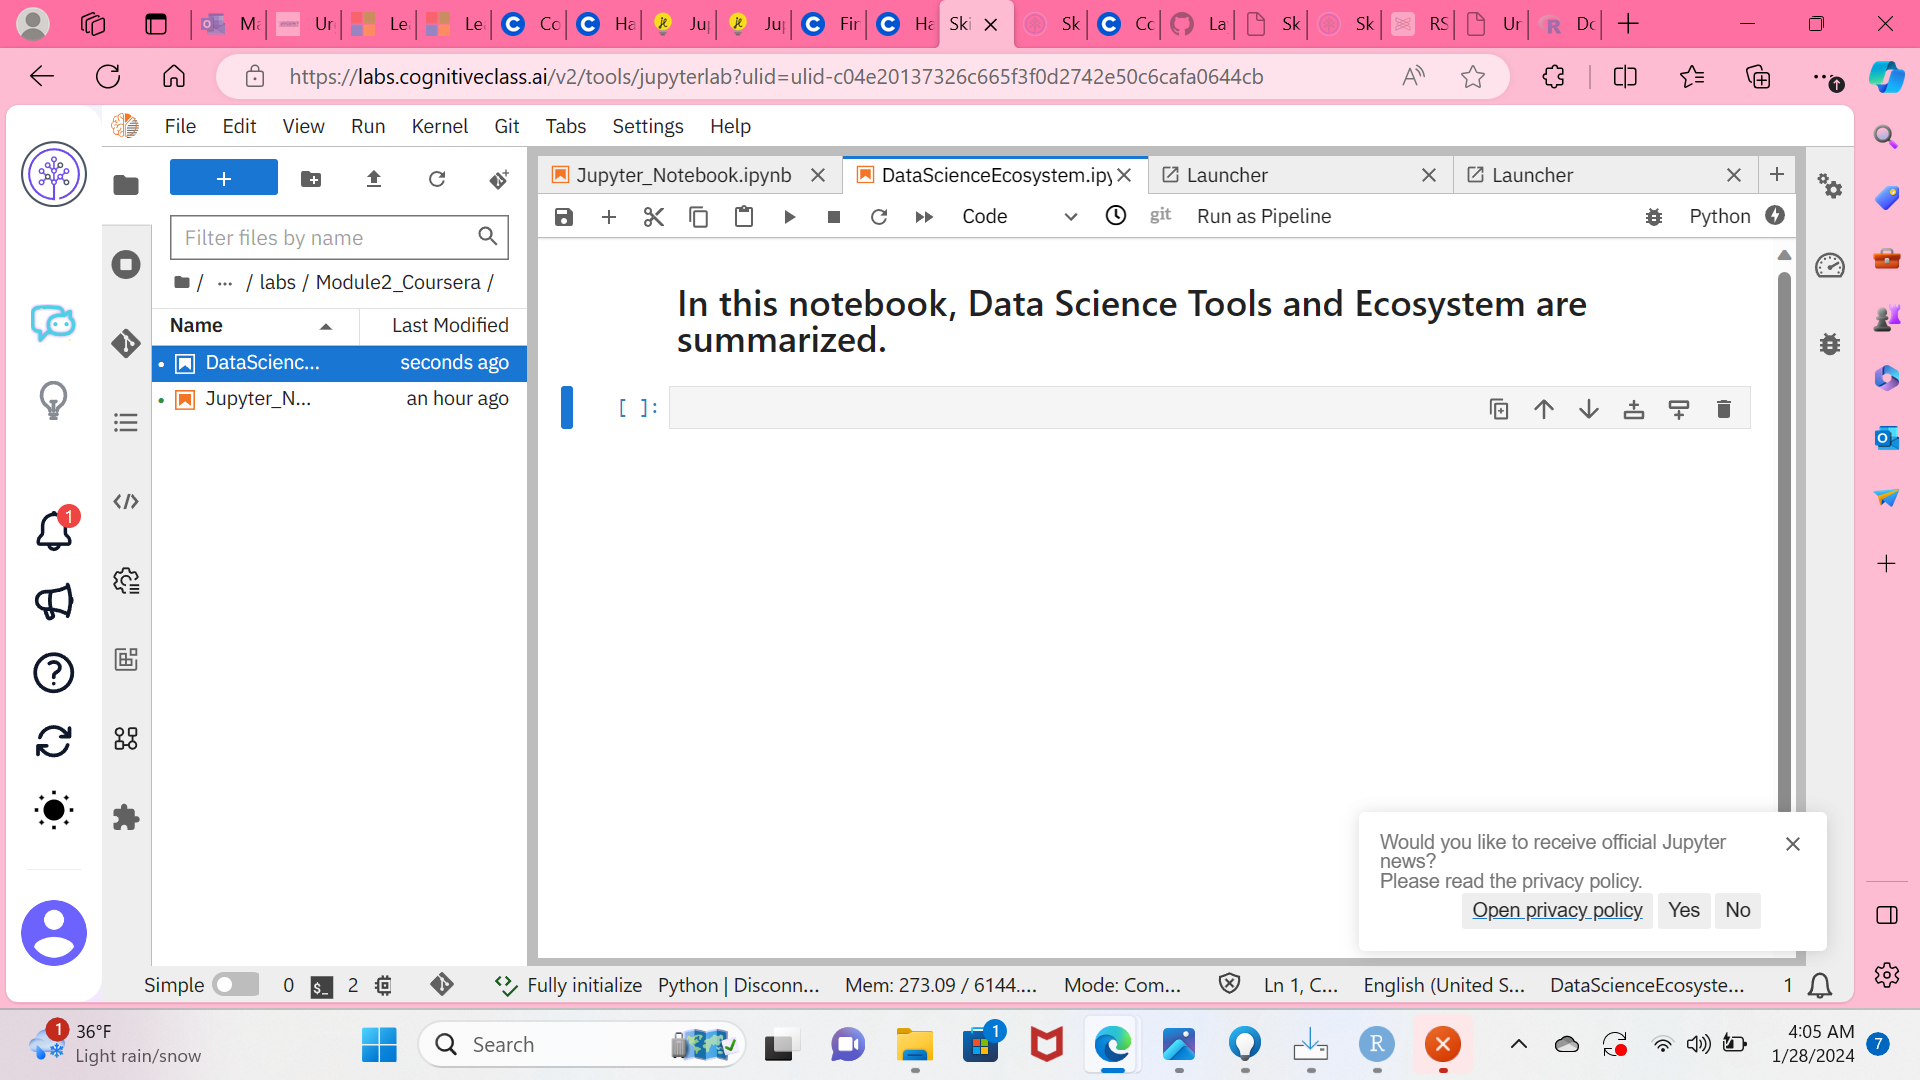 Ma
Un
Le
Le
Co
Ha
Ju
Ju
Fir
Ha
Ski
Sk
Co
La
Sk
Sk
RS
Ur
Do
https://labs.cognitiveclass.ai/v2/tools/jupyterlab?ulid=ulid-c04e20137326c665f3f0d2742e50c6cafa0644cb
File Edit View Run Kernel Git Tabs Settings Help
Jupyter_Notebook.ipynb
DataScienceEcosystem.ipy
Launcher
Launcher
Code
git
Run as Pipeline
Python
Filter files by name
/ ... / labs / Module2_Coursera /
Name Last Modified
DataScienc... seconds ago
Jupyter_N... an hour ago
In this notebook, Data Science Tools and Ecosystem are
summarized.
[ ]:
1
Would you like to receive official Jupyter
news?
Please read the privacy policy.
Open privacy policy Yes No
Simple 0 $_ 2 Fully initialize Python | Disconn... Mem: 273.09 / 6144.... Mode: Com... Ln 1, C... English (United S... DataScienceEcosyste... 1
1
36°F
Light rain/snow
Search
1
R
4:05 AM
1/28/2024
7